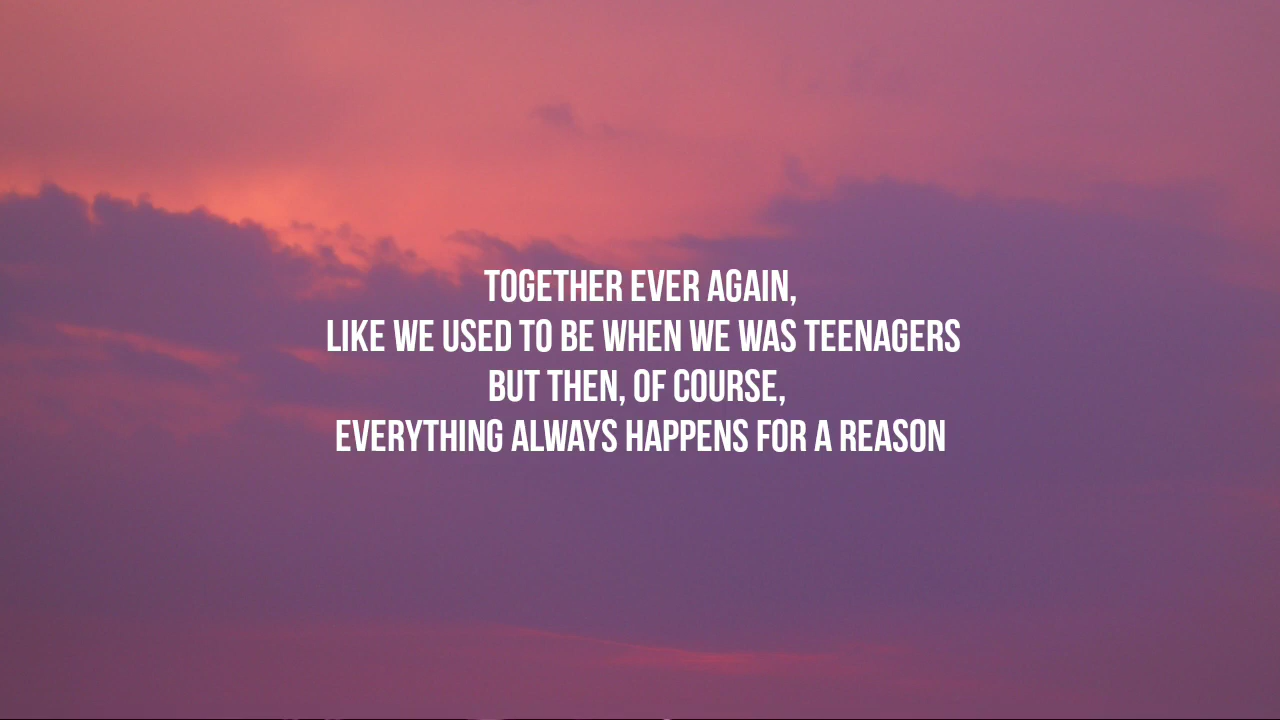 TOGETHER EVER AGAIN,
LIKE WE USED TO BE WHEN WE WAS TEENAGERS
BUT THEN, OF COURSE,
EVERYTHING ALWAYS HAPPENS FOR A REASON